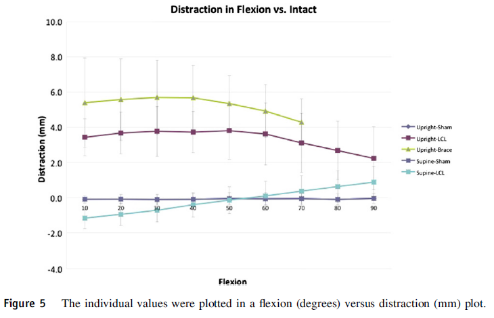 Distraction in Flexion vs. Intact
10.0
8.0
6.0
4.0
2.0
0.0
-2.0
-4.0
Distraction (mm)
10 20 30 40 50 60 70 80 90
Flexion
Upright-Sham
Upright-LCL
Upright-Brace
Supine-Sham
Supine-LCL
Figure 5 The individual values were plotted in a flexion (degrees) versus distraction (mm) plot.